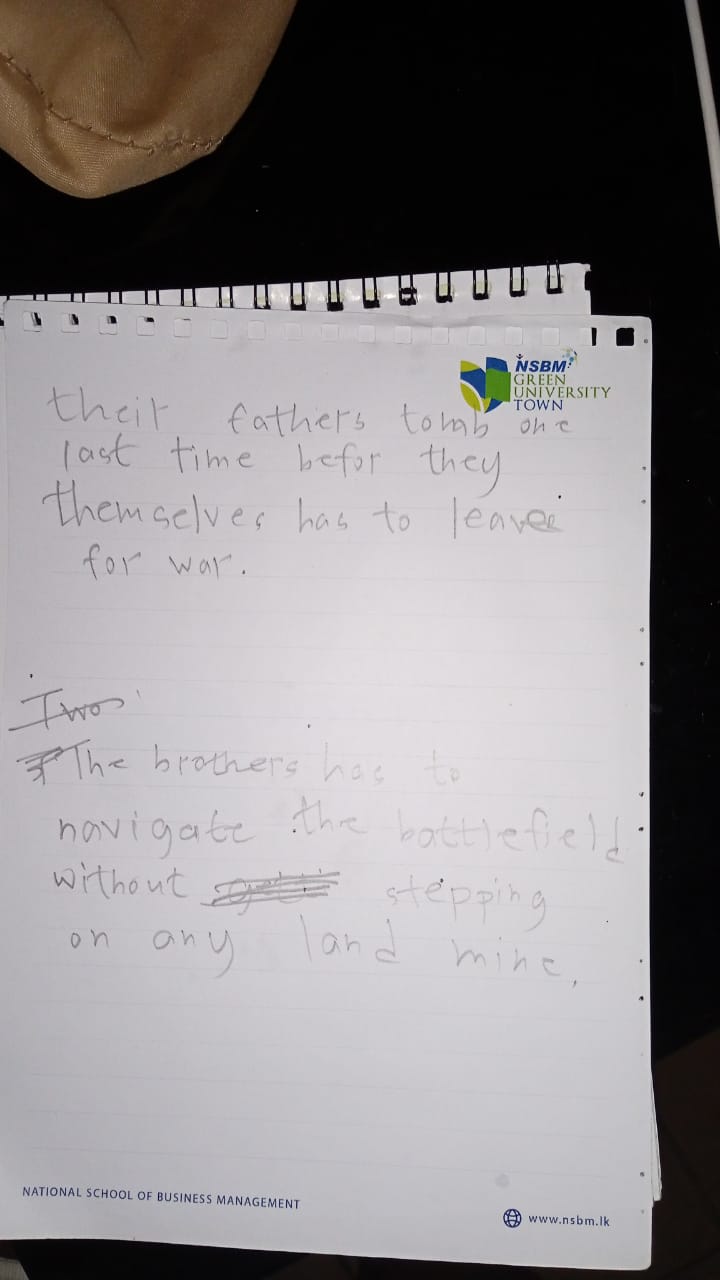 NSBM
GREEN
UNIVERSITY
TOWN
their fathers tomb one
last time befor they
themselves has to leave
for war.
Two
The brothers has to
navigate the battlefield
without stepping
on any land mine.
NATIONAL SCHOOL OF BUSINESS MANAGEMENT
www.nsbm.lk